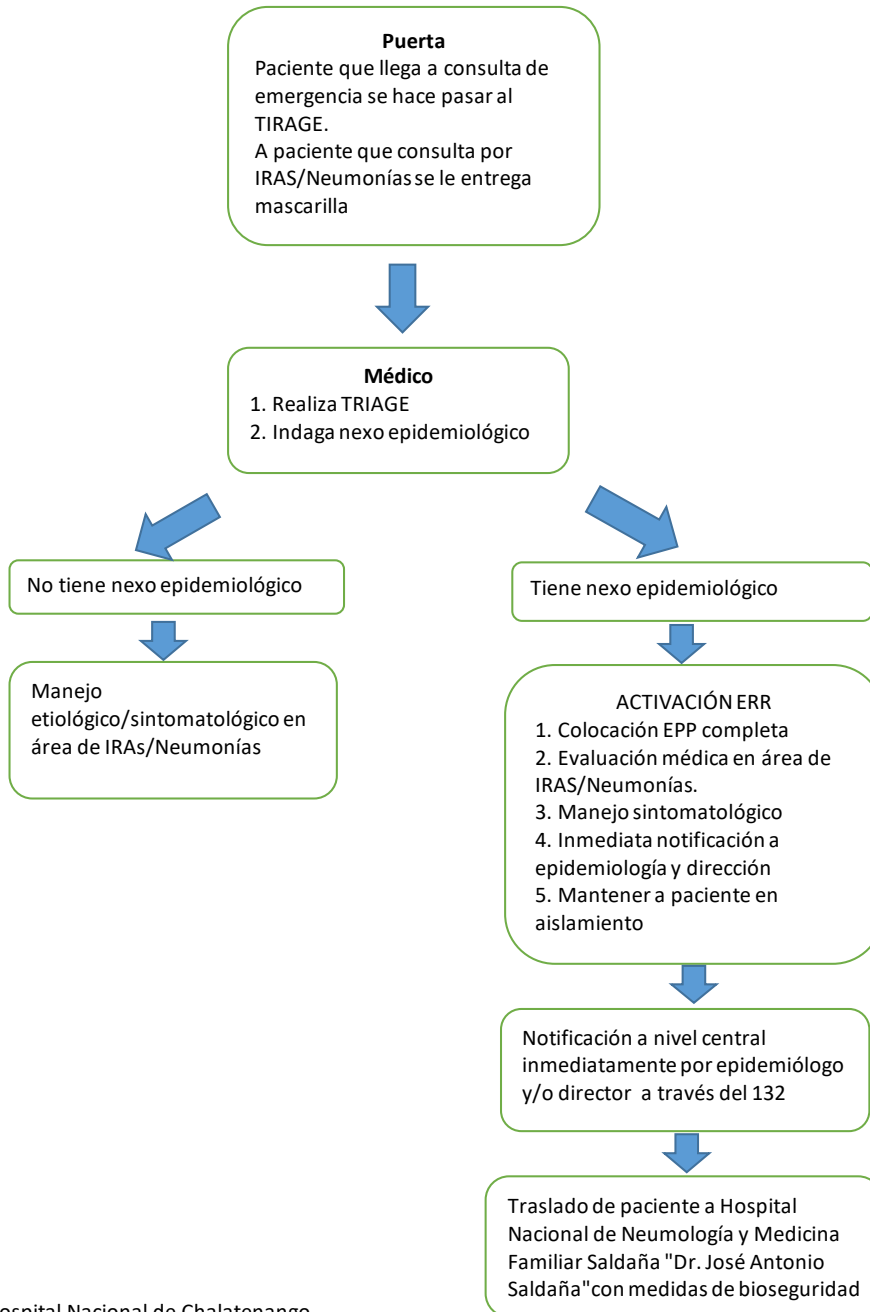 Puerta
Paciente que llega a consulta de
emergencia se hace pasar al
TIRAGE.
A paciente que consulta por
IRAS/Neumonías se le entrega
mascarilla
Médico
1. Realiza TRIAGE
2. Indaga nexo epidemiológico
No tiene nexo epidemiológico
Manejo
etiológico/sintomatológico en
área de IRAs/Neumonías
Tiene nexo epidemiológico
ACTIVACIÓN ERR
1. Colocación EPP completa
2. Evaluación médica en área de
IRAS/Neumonías.
3. Manejo sintomatológico
4. Inmediata notificación a
epidemiología y dirección
5. Mantener a paciente en
aislamiento
Notificación a nivel central
inmediatamente por epidemiólogo
y/o director a través del 132
Traslado de paciente a Hospital
Nacional de Neumología y Medicina
Familiar Saldaña "Dr. José Antonio
Saldaña"con medidas de bioseguridad
Nacional de Chalatenango